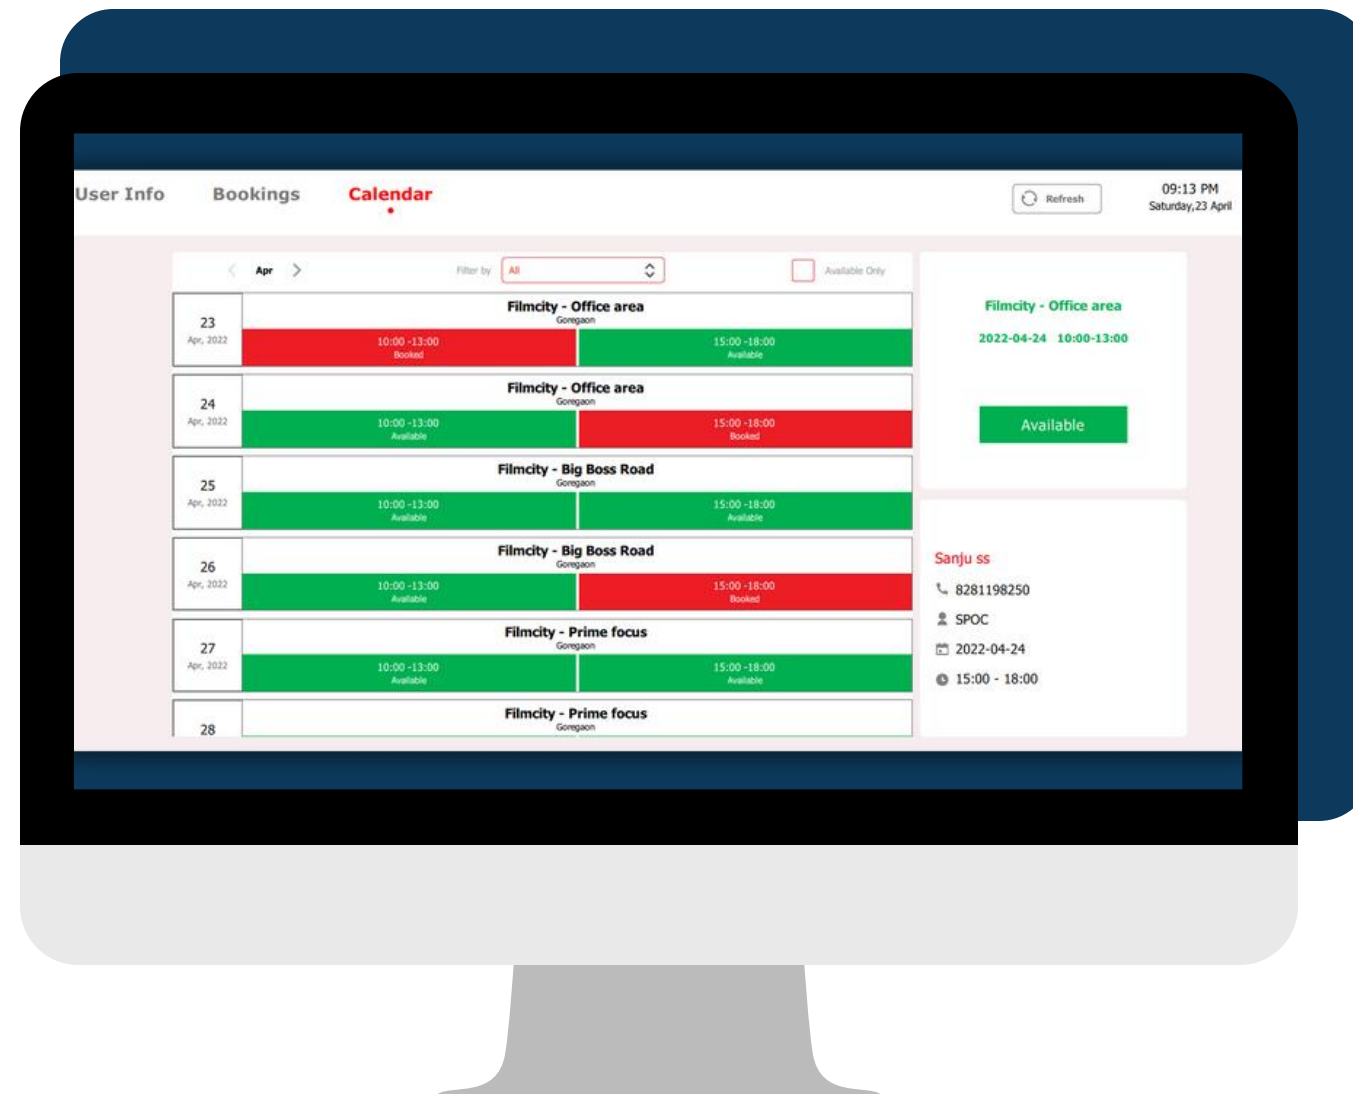 User Info Bookings Calendar
Refresh
09:13 PM
Saturday,23 April
Apr
Filter by All
Available Only
23
Apr, 2022
Filmcity - Office area
Goregaon
10:00 -13:00
Booked
15:00 -18:00
Available
24
Apr, 2022
Filmcity - Office area
Goregaon
10:00 -13:00
Available
15:00 -18:00
Booked
25
Apr, 2022
Filmcity - Big Boss Road
Goregaon
10:00 -13:00
Available
15:00 -18:00
Available
26
Apr, 2022
Filmcity - Big Boss Road
Goregaon
10:00 -13:00
Available
15:00 -18:00
Booked
27
Apr, 2022
Filmcity - Prime focus
Goregaon
10:00 -13:00
Available
15:00 -18:00
Available
28
Filmcity - Prime focus
Goregaon
Filmcity - Office area
2022-04-24 10:00-13:00
Available
Sanju ss
8281198250
SPOC
2022-04-24
15:00 - 18:00